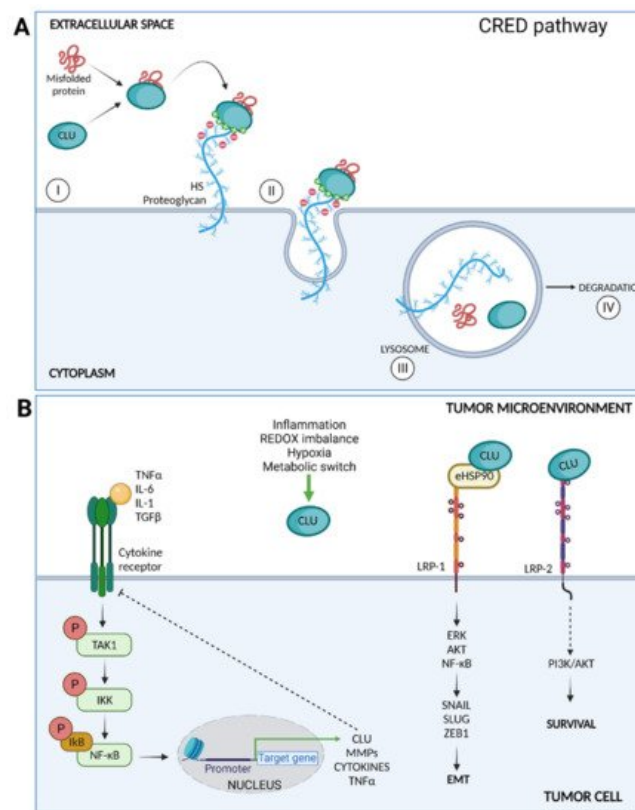 A
EXTRACELLULAR SPACE
CRED pathway
Misfolded
protein
CLU
I
HS
Proteoglycan
II
LYSOSOME
III
DEGRADATIO
IV
CYTOPLASM
B
TUMOR MICROENVIRONMENT
Inflammation
REDOX imbalance
Hypoxia
Metabolic switch
CLU
TNFα
IL-6
IL-1
TGFβ
Cytokine
receptor
CLU
eHSP90
LRP-1
CLU
LRP-2
P
TAK1
P
IKK
P
IkB
NF-κB
Promoter
Target gene
NUCLEUS
CLU
MMPs
CYTOKINES
TNFα
ERK
AKT
NF-κB
SNAIL
SLUG
ZEB1
EMT
PI3K/AKT
SURVIVAL
TUMOR CELL